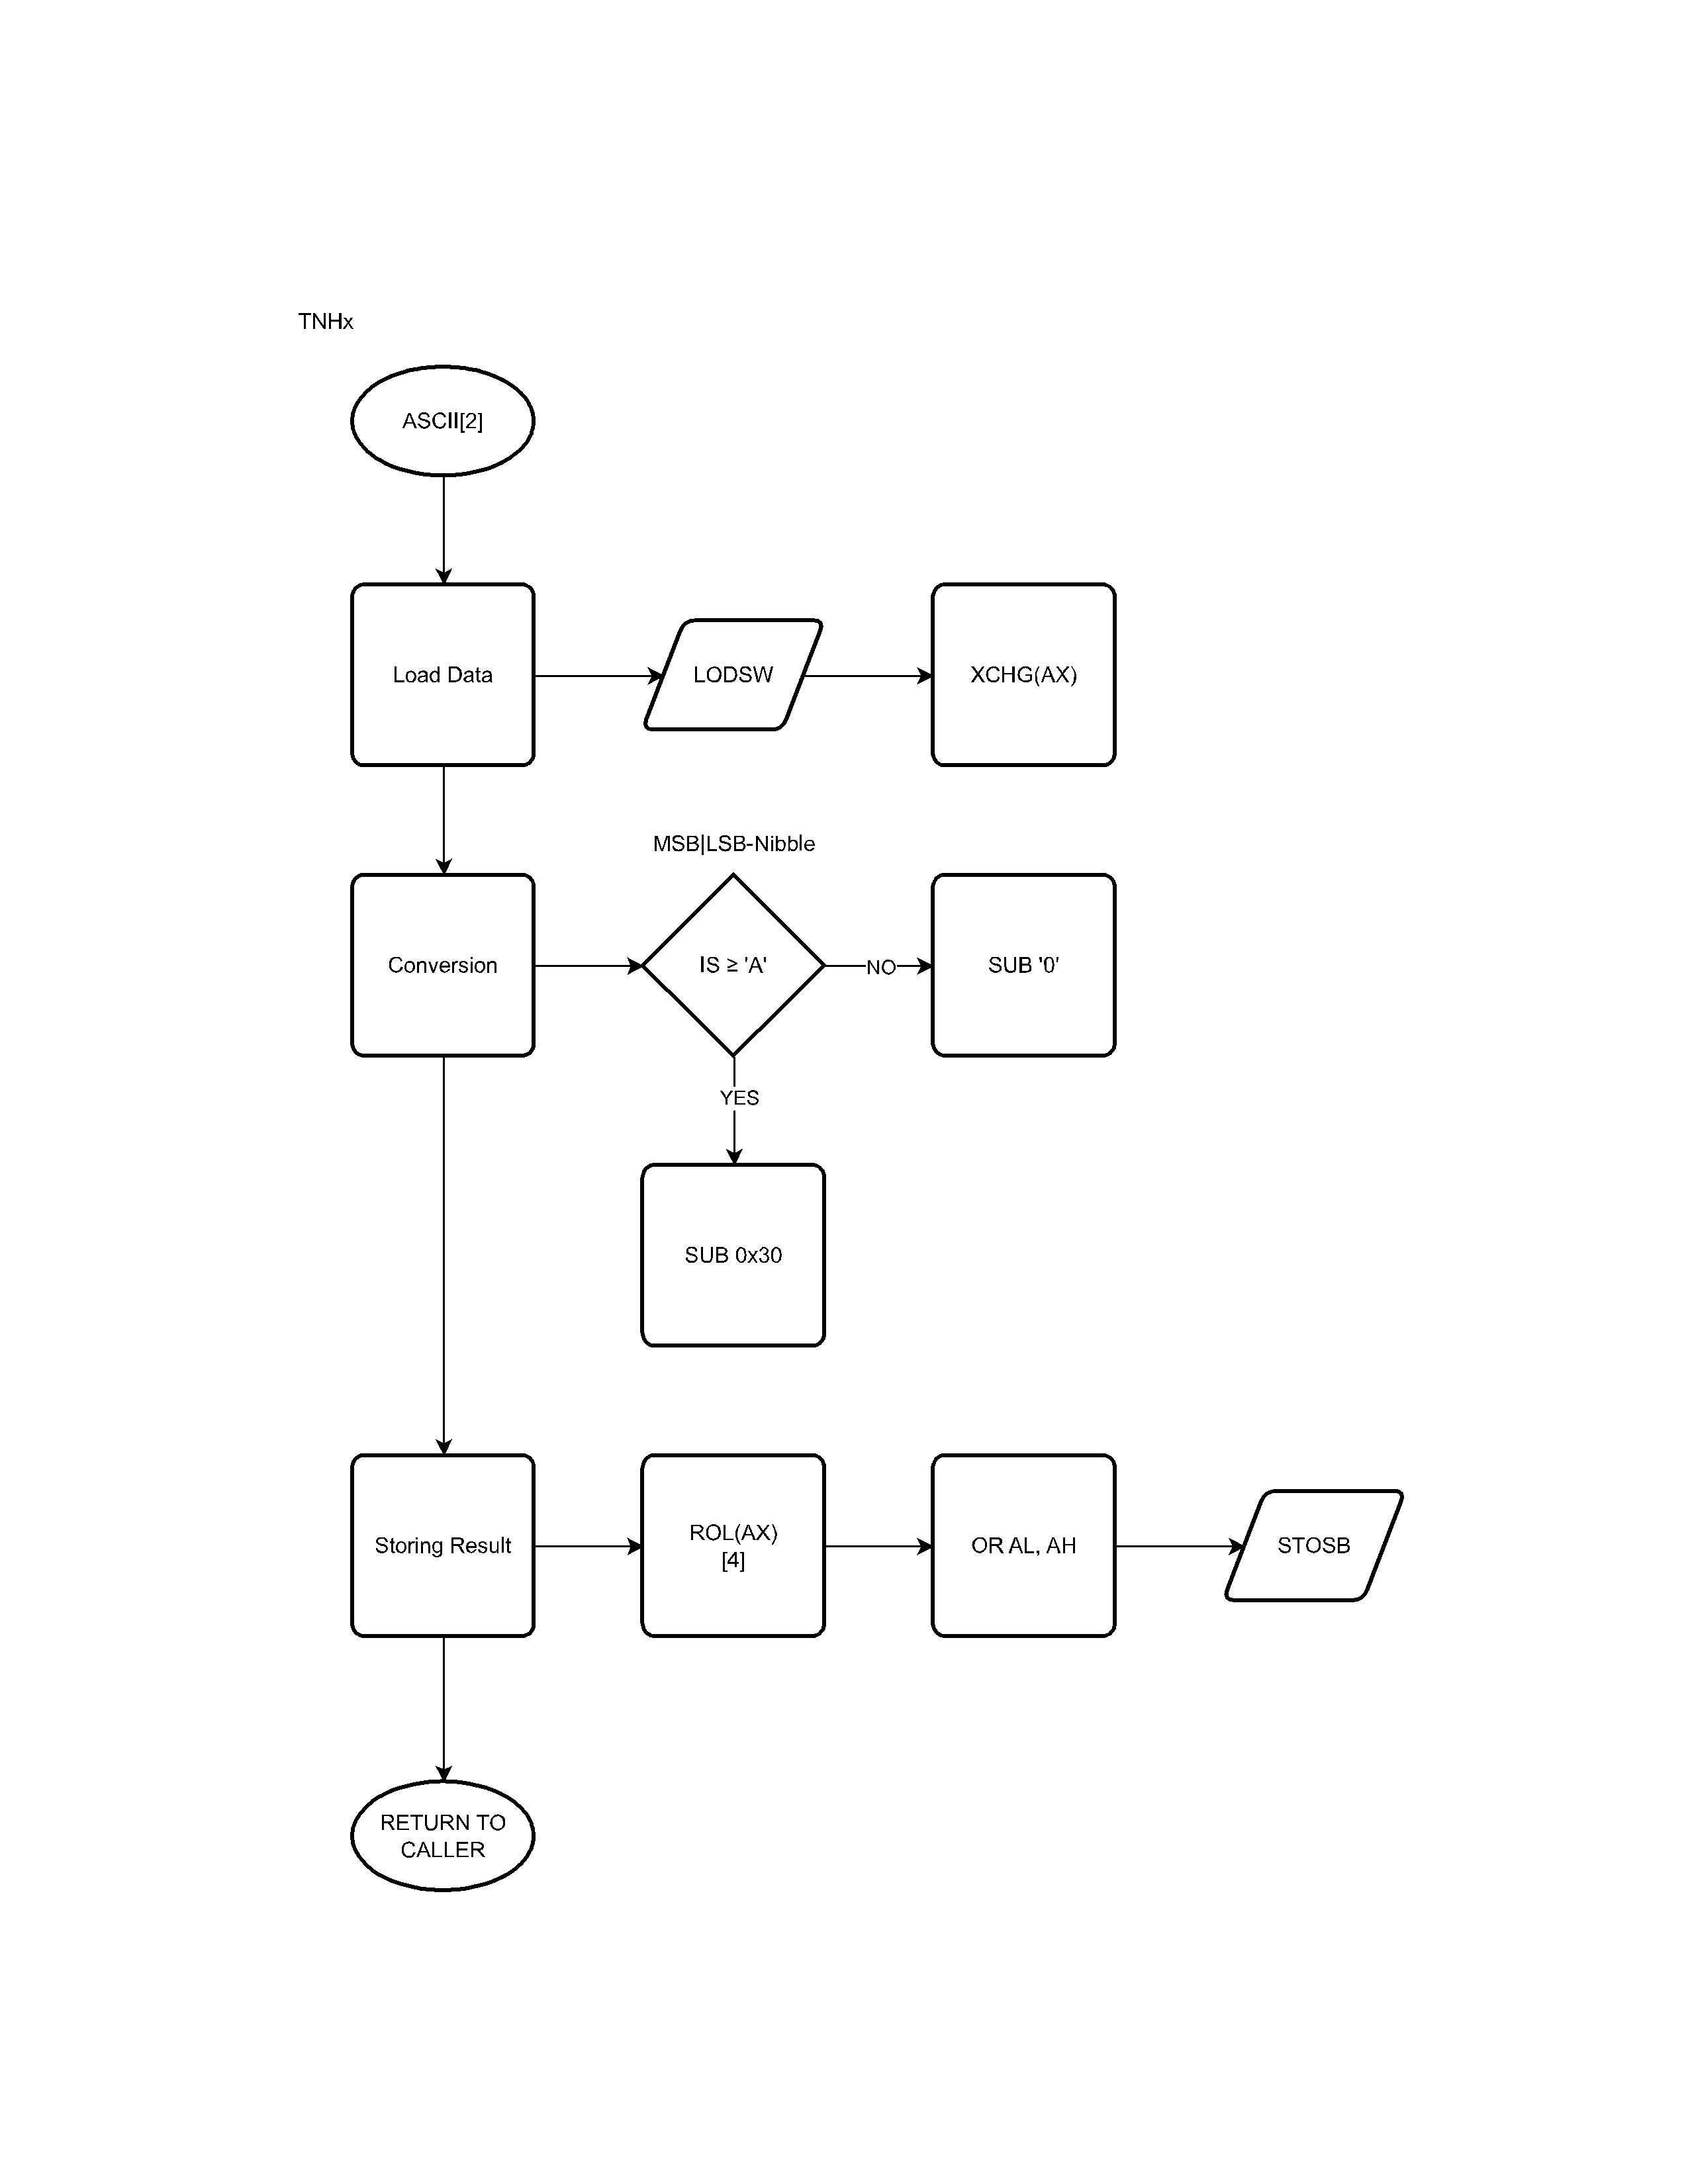 TNHx
ASCII[2]
Load Data
LODSW
XCHG(AX)
MSB|LSB-Nibble
Conversion
IS ≥ 'A'
NO
SUB '0'
YES
SUB 0x30
Storing Result
ROL(AX)
[4]
OR AL, AH
STOSB
RETURN TO
CALLER